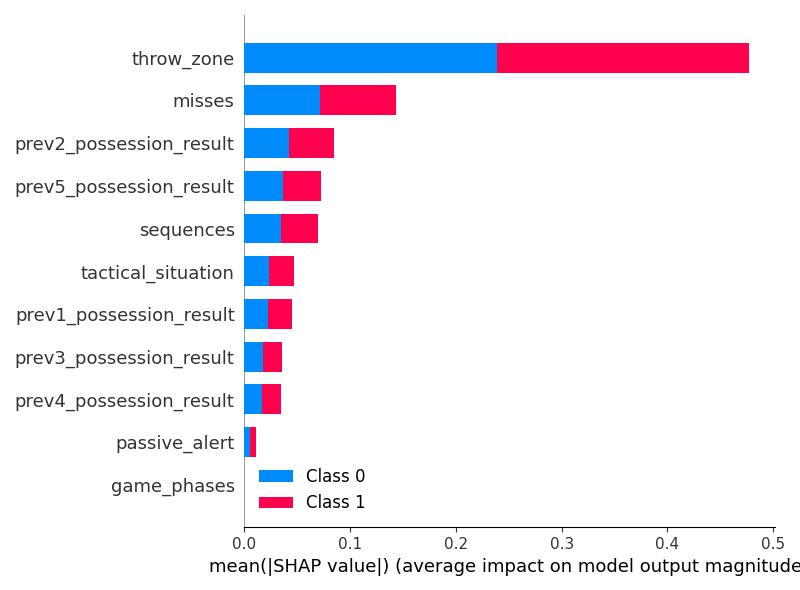 throw_zone
misses
prev2_possession_result
prev5_possession_result
sequences
tactical_situation
prev1_possession_result
prev3_possession_result
prev4_possession_result
passive_alert
game_phases
Class 0
Class 1
0.0 0.1 0.2 0.3 0.4 0.5
mean(|SHAP value|) (average impact on model output magnitude